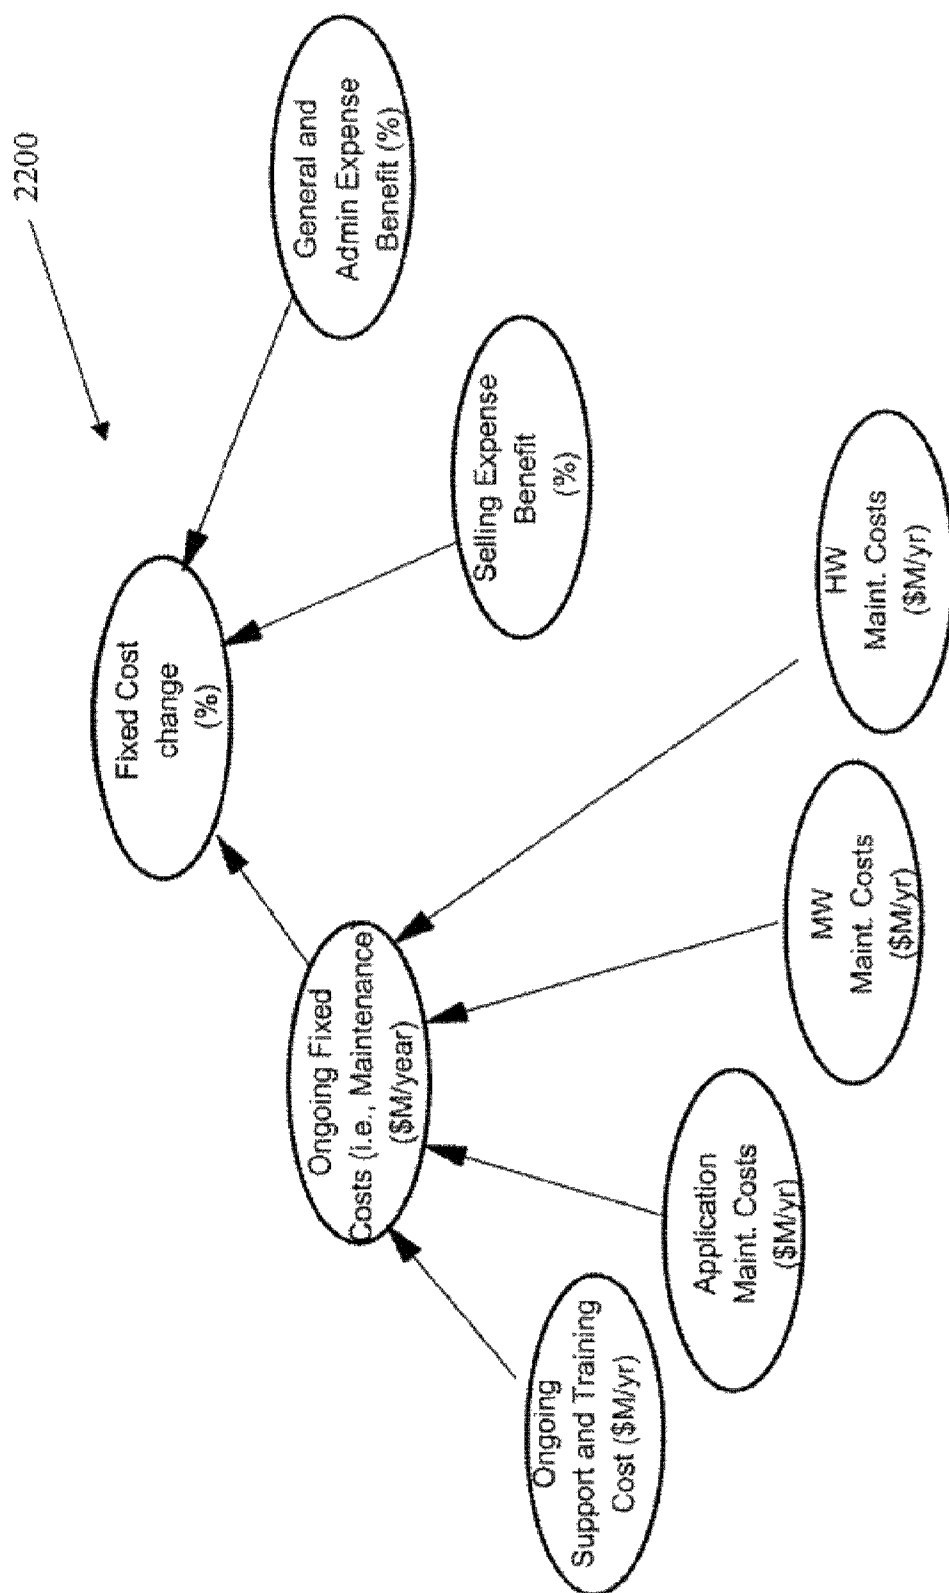 2200
Fixed Cost
change
(%)
General and
Admin Expense
Benefit (%)
Selling Expense
Benefit
(%)
Ongoing Fixed
Costs (i.e., Maintenance
($M/year)
Ongoing
Support and Training
Cost ($M/yr)
Application
Maint. Costs
($M/yr)
MW
Maint. Costs
($M/yr)
HW
Maint. Costs
($M/yr)